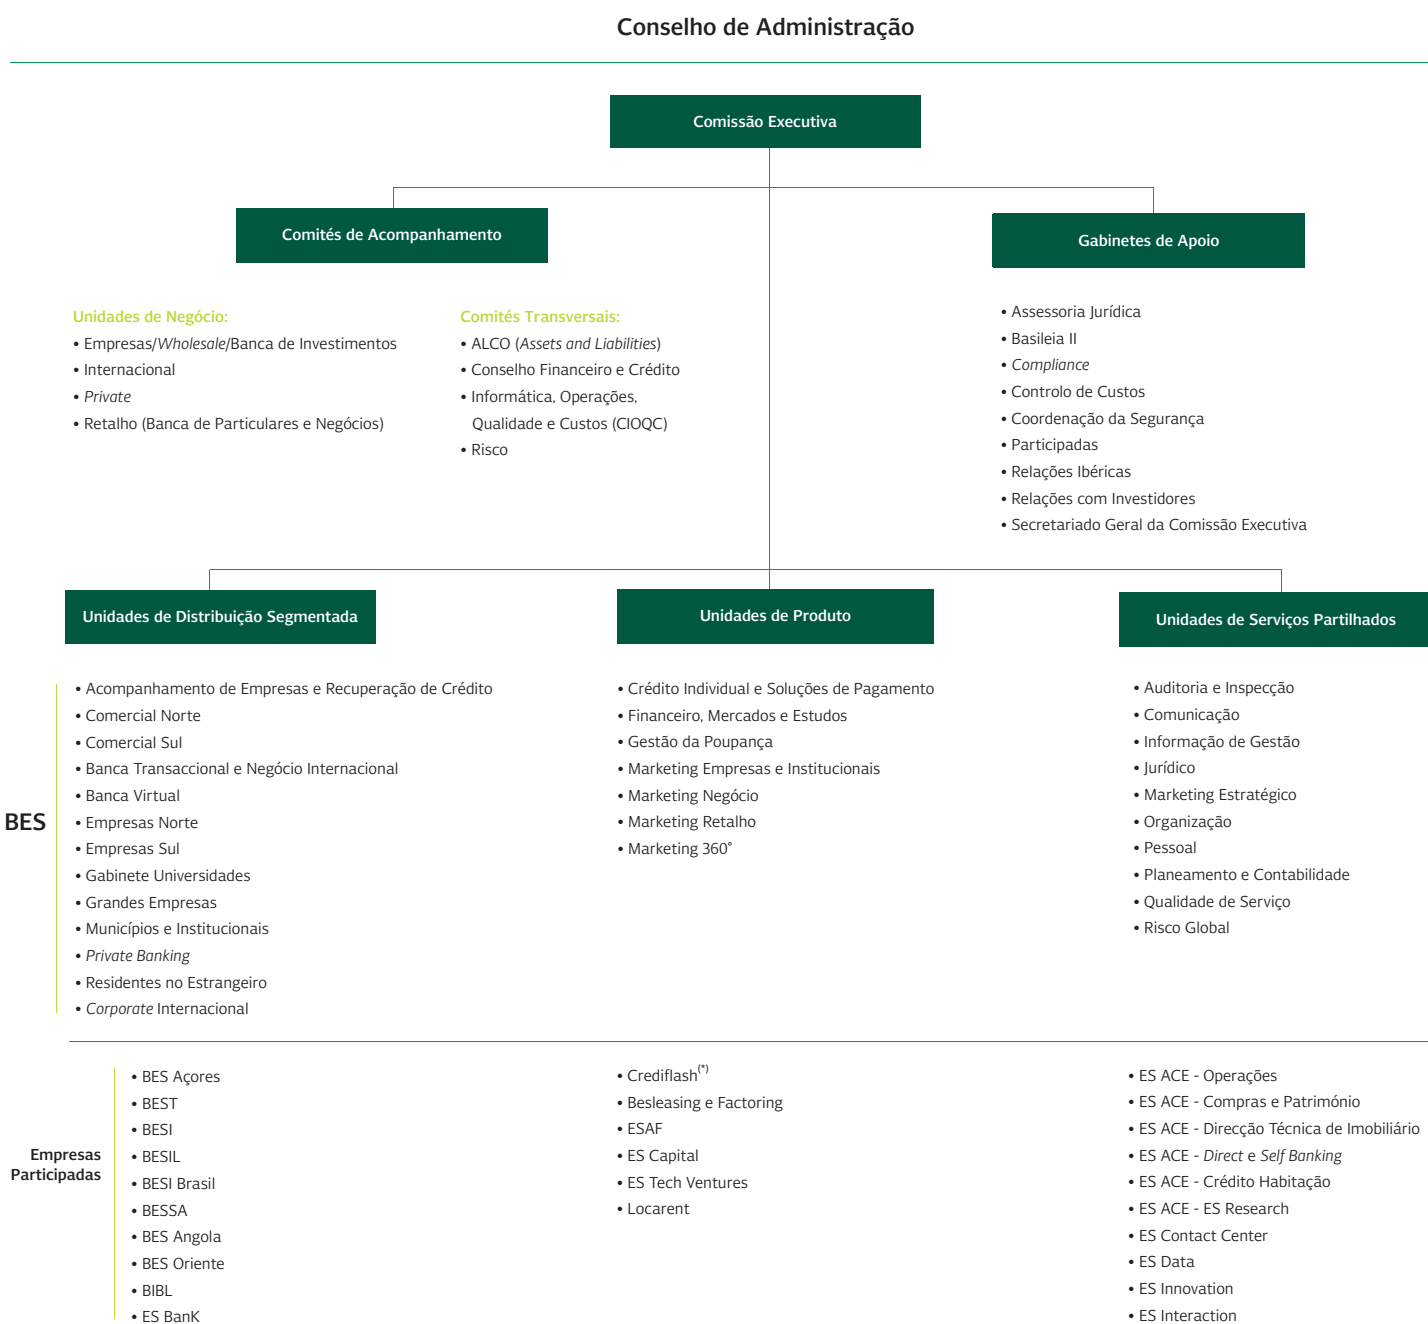 Conselho de Administração
Comissão Executiva
Comités de Acompanhamento
Gabinetes de Apoio
Unidades de Negócio:
• Empresas/Wholesale/Banca de Investimentos
• Internacional
• Private
• Retalho (Banca de Particulares e Negócios)
Comités Transversais:
• ALCO (Assets and Liabilities)
• Conselho Financeiro e Crédito
• Informática, Operações,
Qualidade e Custos (CIOQC)
• Risco
• Assessoria Jurídica
• Basileia II
• Compliance
• Controlo de Custos
• Coordenação da Segurança
• Participadas
• Relações Ibéricas
• Relações com Investidores
• Secretariado Geral da Comissão Executiva
Unidades de Distribuição Segmentada
Unidades de Produto
Unidades de Serviços Partilhados
BES
• Acompanhamento de Empresas e Recuperação de Crédito
• Comercial Norte
• Comercial Sul
• Banca Transaccional e Negócio Internacional
• Banca Virtual
• Empresas Norte
• Empresas Sul
• Gabinete Universidades
• Grandes Empresas
• Municípios e Institucionais
• Private Banking
• Residentes no Estrangeiro
• Corporate Internacional
• Crédito Individual e Soluções de Pagamento
• Financeiro, Mercados e Estudos
• Gestão da Poupança
• Marketing Empresas e Institucionais
• Marketing Negócio
• Marketing Retalho
• Marketing 360°
• Auditoria e Inspecção
• Comunicação
• Informação de Gestão
• Jurídico
• Marketing Estratégico
• Organização
• Pessoal
• Planeamento e Contabilidade
• Qualidade de Serviço
• Risco Global
Empresas
Participadas
• BES Açores
• BEST
• BESI
• BESIL
• BESI Brasil
• BESSA
• BES Angola
• BES Oriente
• BIBL
• ES BanK
• Crediflash(*)
• Besleasing e Factoring
• ESAF
• ES Capital
• ES Tech Ventures
• Locarent
• ES ACE - Operações
• ES ACE - Compras e Património
• ES ACE - Direcção Técnica de Imobiliário
• ES ACE - Direct e Self Banking
• ES ACE - Crédito Habitação
• ES ACE - ES Research
• ES Contact Center
• ES Data
• ES Innovation
• ES Interaction